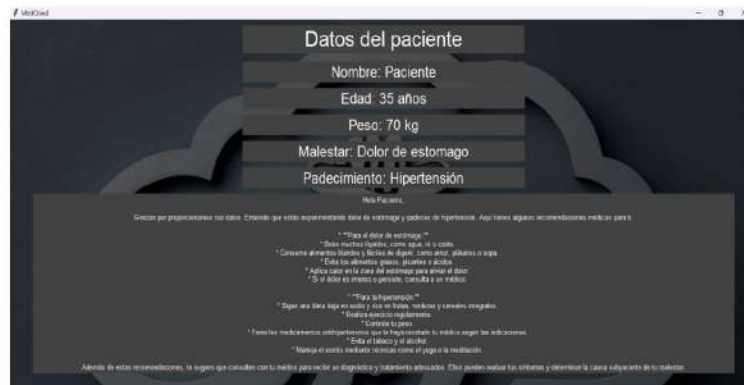 MediCloud
Datos del paciente
Nombre: Paciente
Edad: 35 años
Peso: 70 kg
Malestar: Dolor de estomago
Padecimiento: Hipertensión
Hola Paciente,
Gracias por proporcionarnos tus datos. Entiendo que estás experimentando dolor de estómago y padeces de hipertensión. Aquí tienes algunas recomendaciones médicas para ti:
* **Para el dolor de estómago:**
* Bebe muchos líquidos, como agua, té o caldo.
* Consume alimentos blandos y fáciles de digerir, como arroz, plátanos o sopa.
* Evita los alimentos grasos, picantes o ácidos.
* Aplica calor en la zona del estómago para aliviar el dolor.
* Si el dolor es intenso o persiste, consulta a un médico.
* **Para la hipertensión:**
* Sigue una dieta baja en sodio y rica en frutas, verduras y cereales integrales.
* Realiza ejercicio regularmente.
* Controla tu peso.
* Toma los medicamentos antihipertensivos que te haya recetado tu médico según las indicaciones.
* Evita el tabaco y el alcohol.
* Maneja el estrés mediante técnicas como el yoga o la meditación.
Además de estas recomendaciones, te sugiero que consultes con tu médico para recibir un diagnóstico y tratamiento adecuados. Ellos pueden evaluar tus síntomas y determinar la causa subyacente de tu malestar.